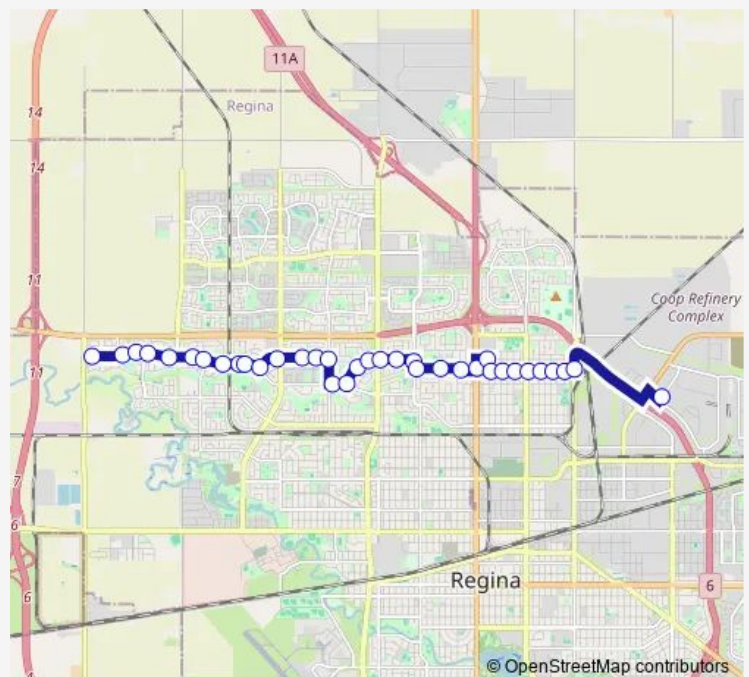 11A
14
Regina
14
11
Coop Refinery
Complex
11
7
6
6
Regina
6
© OpenStreetMap contributors